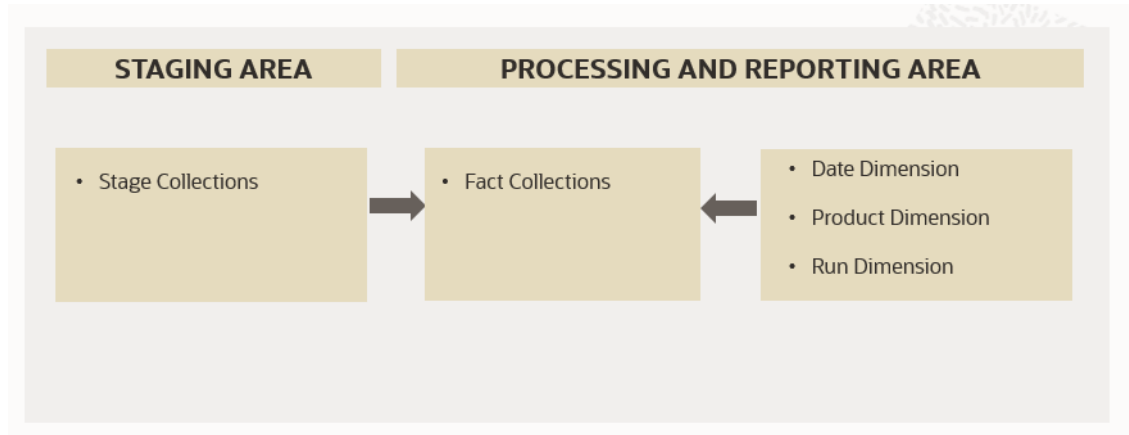 STAGING AREA
PROCESSING AND REPORTING AREA
• Stage Collections
• Fact Collections
• Date Dimension
• Product Dimension
• Run Dimension